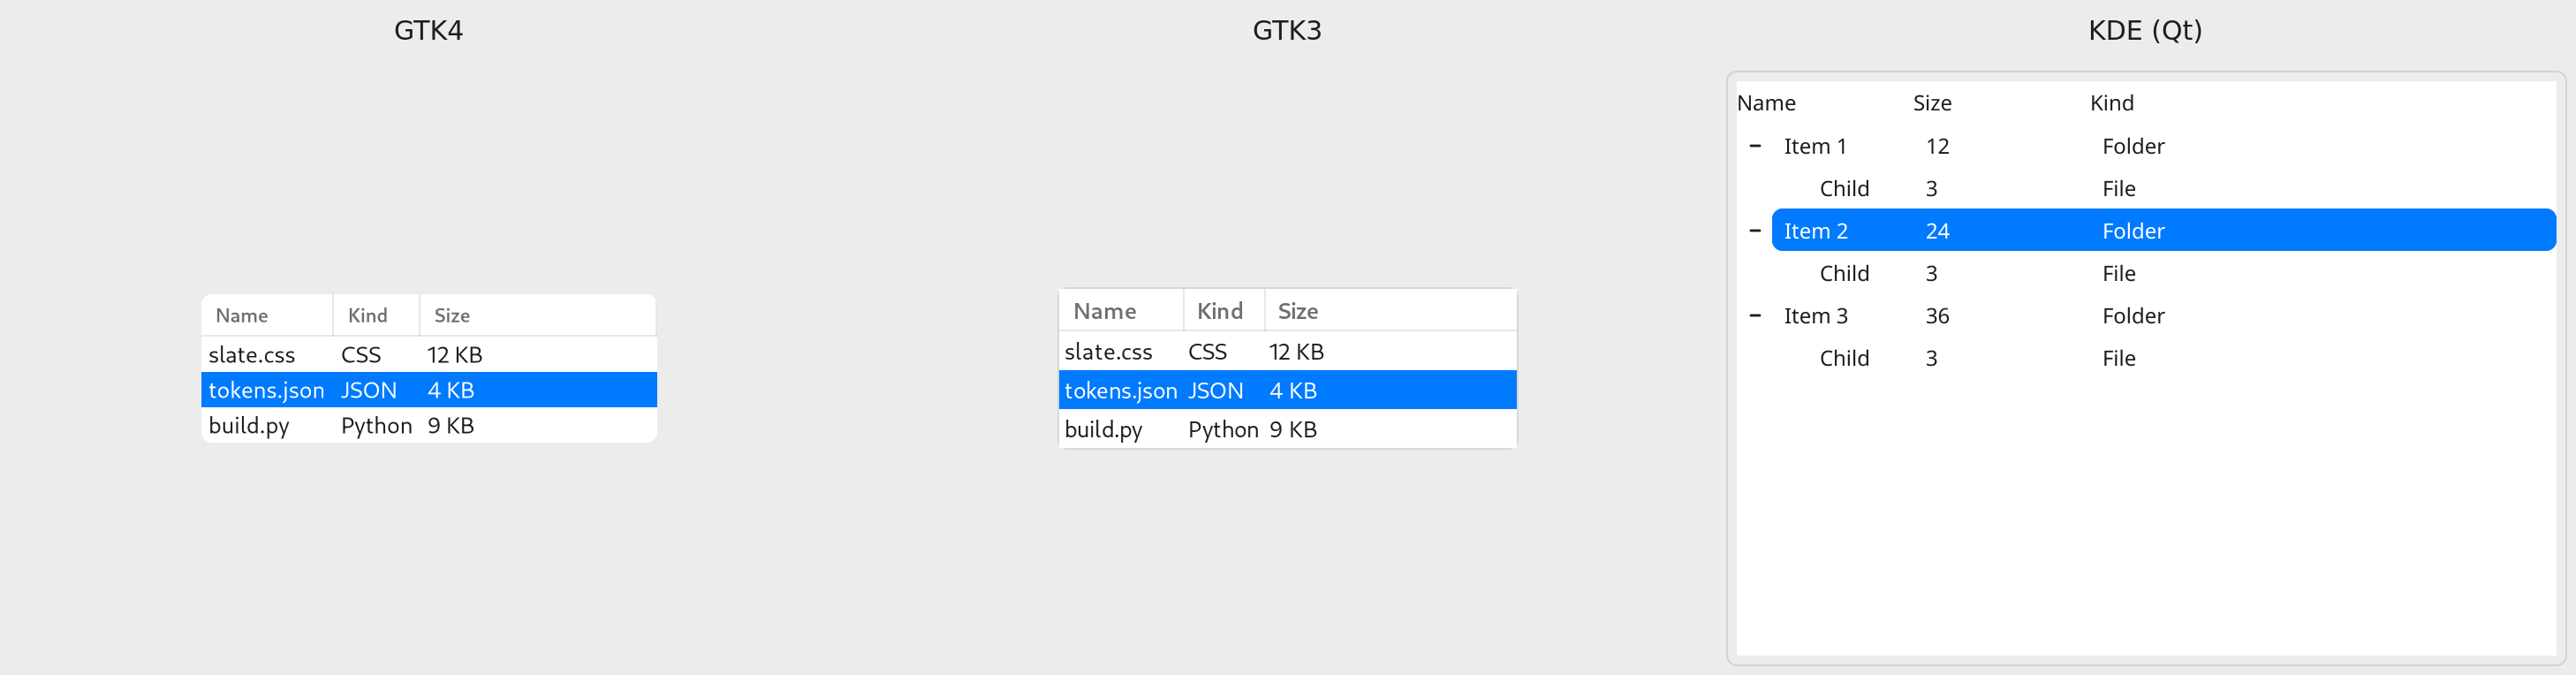 GTK4
Name Kind Size
slate.css CSS 12 KB
tokens.json JSON 4 KB
build.py Python 9 KB
GTK3
Name Kind Size
slate.css CSS 12 KB
tokens.json JSON 4 KB
build.py Python 9 KB
KDE (Qt)
Name Size Kind
Item 1 12 Folder
Child 3 File
Item 2 24 Folder
Child 3 File
Item 3 36 Folder
Child 3 File